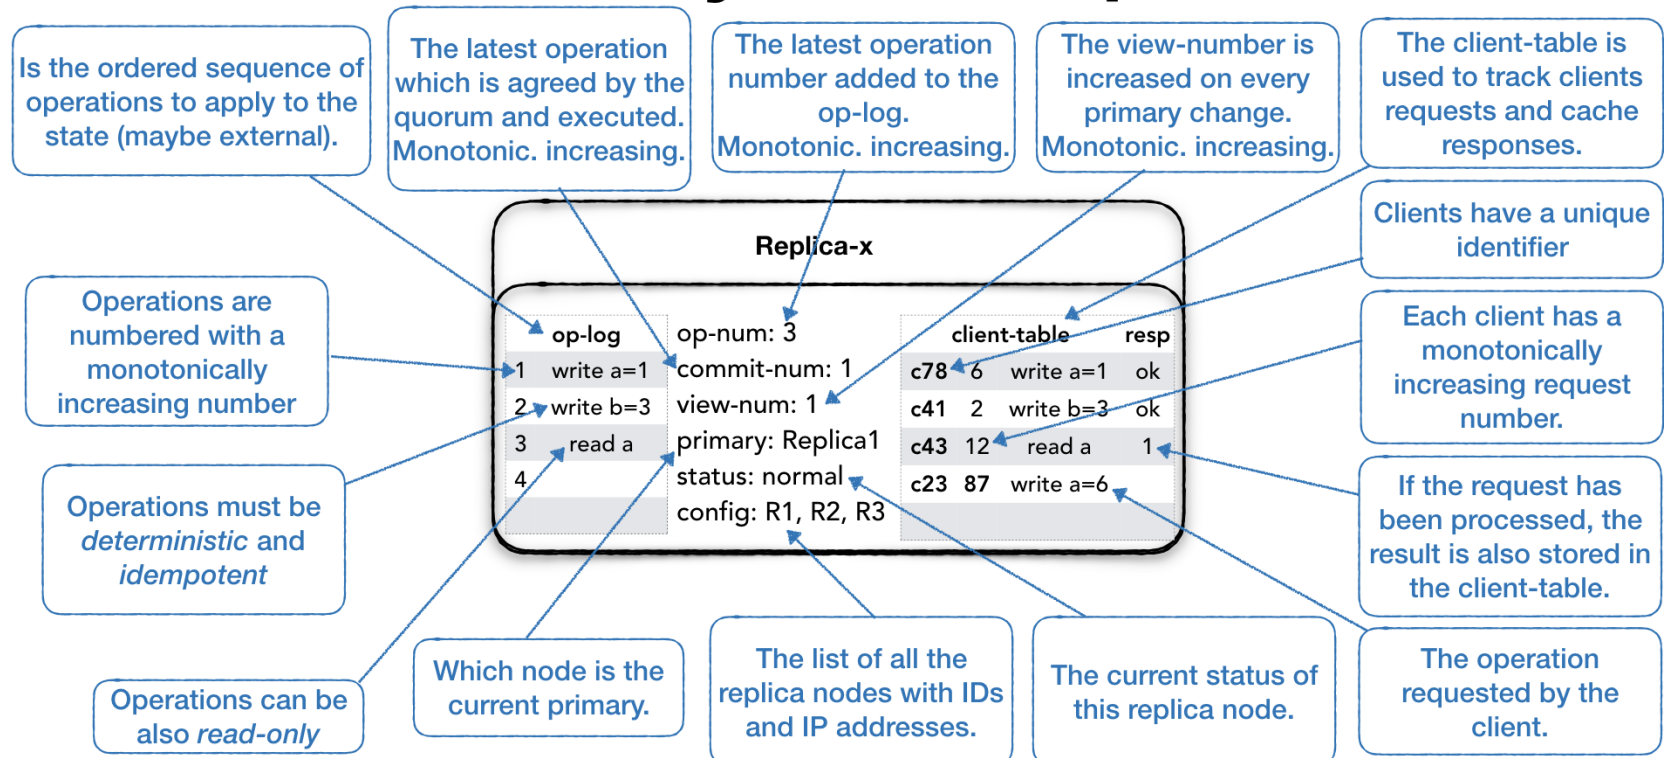 Is the ordered sequence of
operations to apply to the
state (maybe external).
The latest operation
which is agreed by the
quorum and executed.
Monotonic. increasing.
The latest operation
number added to the
op-log.
Monotonic. increasing.
The view-number is
increased on every
primary change.
Monotonic. increasing.
The client-table is
used to track clients
requests and cache
responses.
Clients have a unique
identifier
Each client has a
monotonically
increasing request
number.
If the request has
been processed, the
result is also stored in
the client-table.
The operation
requested by the
client.
Operations are
numbered with a
monotonically
increasing number
Operations must be
deterministic and
idempotent
Operations can be
also read-only
Which node is the
current primary.
The list of all the
replica nodes with IDs
and IP addresses.
The current status of
this replica node.
Replica-x
op-log
1 write a=1
2 write b=3
3 read a
4
op-num: 3
commit-num: 1
view-num: 1
primary: Replica1
status: normal
config: R1, R2, R3
client-table resp
c78 6 write a=1 ok
c41 2 write b=3 ok
c43 12 read a 1
c23 87 write a=6